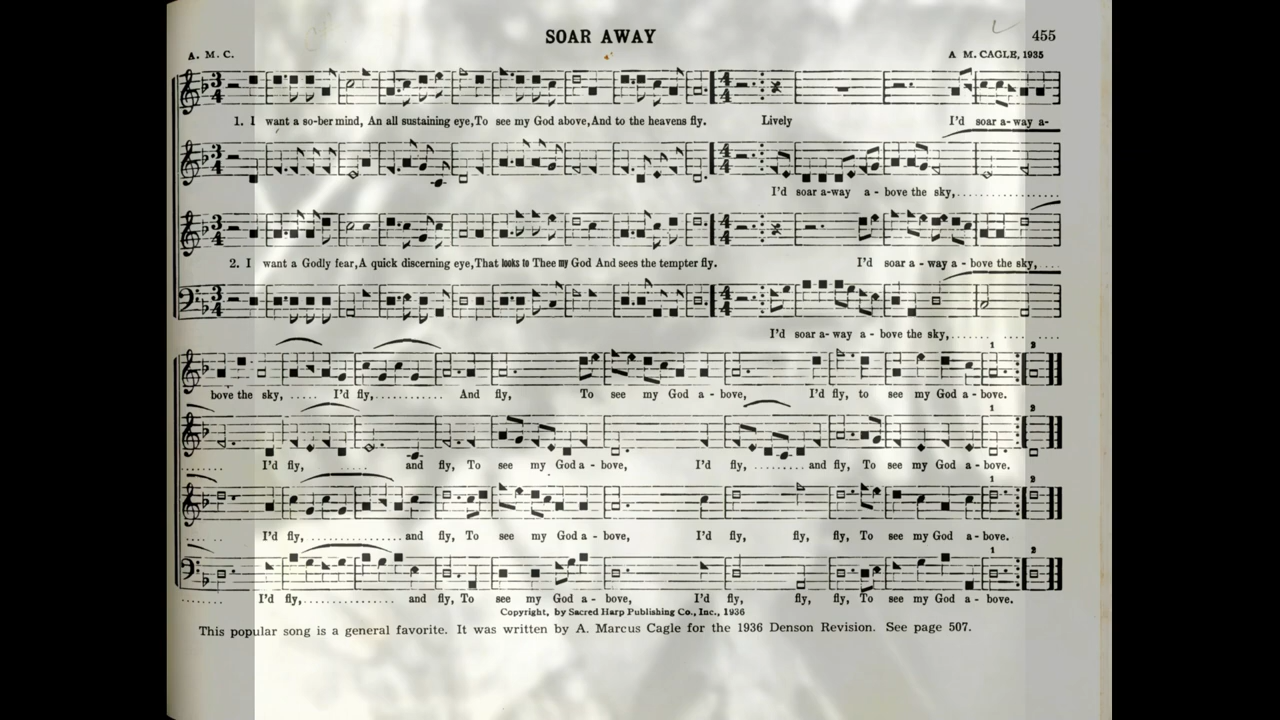 SOAR AWAY
455
A. M. C.
A M. CAGLE, 1935
1. I want a so-ber mind, An all sustaining eye, To see my God above, And to the heavens fly. Lively I'd soar a-way a-
I'd soar a-way a - bove the sky,
2. I want a Godly fear, A quick discerning eye, That looks to Thee my God And sees the tempter fly. I'd soar a - way a - bove the sky,
I'd soar a-way a - bove the sky,
1 2
bove the sky, ..... I'd fly, ........... And fly, To see my God a - bove, I'd fly, to see my God a - bove.
1 2
....... I'd fly, ..... and fly, To see my God a - bove, I'd fly, ........ and fly, To see my God a - bove.
1 2
..... I'd fly, ............... and fly, To see my God a - bove, I'd fly, fly, fly, To see my God a-bove.
1 2
....... I'd fly, ............... and fly, To see my God a - bove, I'd fly, fly, fly, To see my God a - bove.
Copyright, by Sacred Harp Publishing Co., Inc., 1936
This popular song is a general favorite. It was written by A. Marcus Cagle for the 1936 Denson Revision. See page 507.